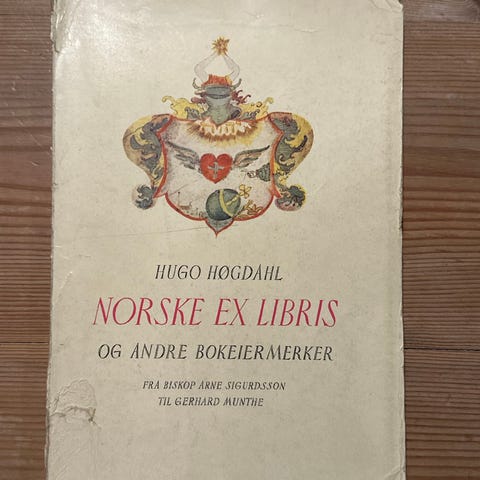 HUGO HØGDAHL
NORSKE EX LIBRIS
OG ANDRE BOKEIERMERKER
FRA BISKOP ARNE SIGURDSSON
TIL GERHARD MUNTHE